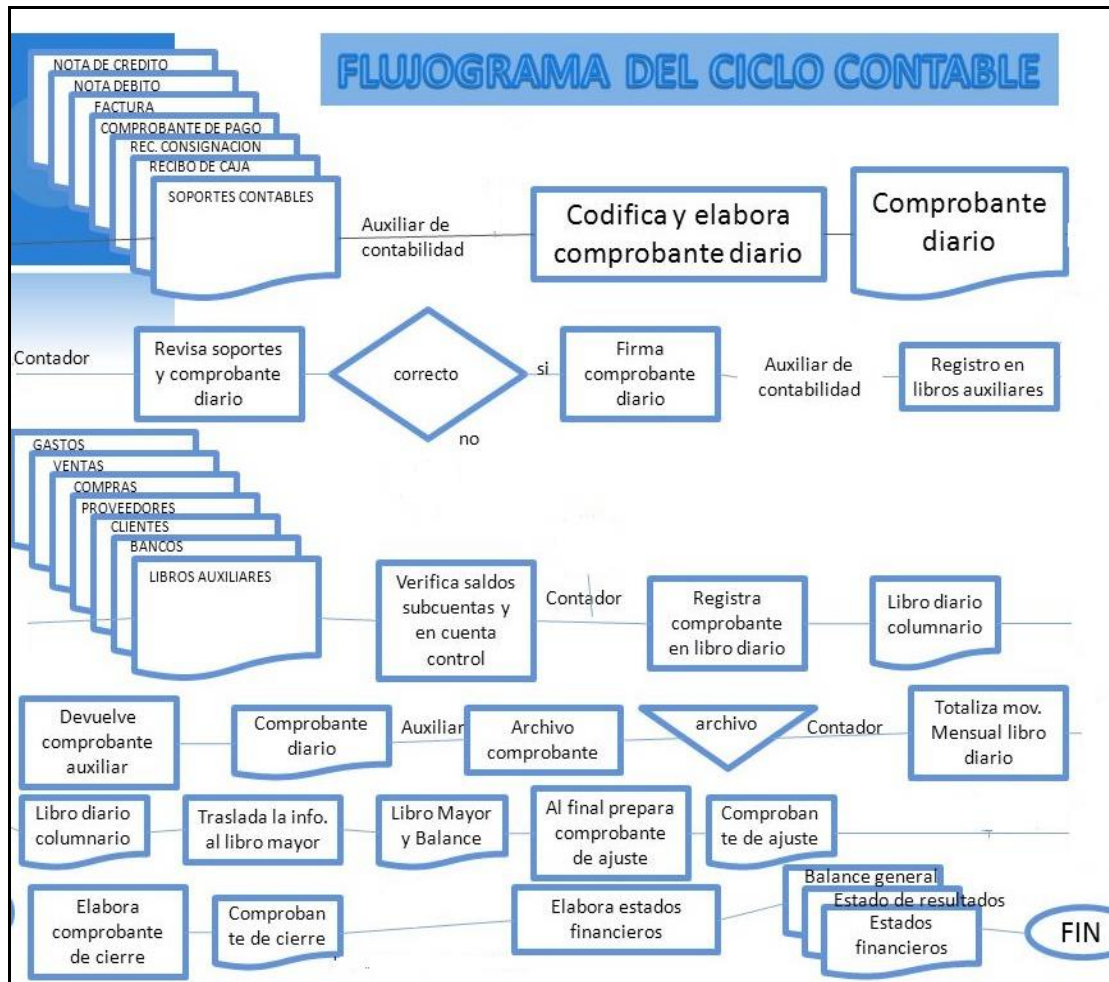 FLUJOGRAMA DEL CICLO CONTABLE
NOTA DE CREDITO
NOTA DEBITO
FACTURA
COMPROBANTE DE PAGO
REC. CONSIGNACION
RECIBO DE CAJA
SOPORTES CONTABLES
Auxiliar de
contabilidad
Codifica y elabora
comprobante diario
Comprobante
diario
Contador
Revisa soportes
y comprobante
diario
correcto
si
no
Firma
comprobante
diario
Auxiliar de
contabilidad
Registro en
libros auxiliares
GASTOS
VENTAS
COMPRAS
PROVEEDORES
CLIENTES
BANCOS
LIBROS AUXILIARES
Verifica saldos
subcuentas y
en cuenta
control
Contador
Registra
comprobante
en libro diario
Libro diario
columnario
Devuelve
comprobante
auxiliar
Comprobante
diario
Auxiliar
Archivo
comprobante
archivo
Contador
Totaliza mov.
Mensual libro
diario
Libro diario
columnario
Traslada la info.
al libro mayor
Libro Mayor
y Balance
Al final prepara
comprobante
de ajuste
Comproban
te de ajuste
Elabora
comprobante
de cierre
Comproban
te de cierre
Elabora estados
financieros
Balance general
Estado de resultados
Estados
financieros
FIN